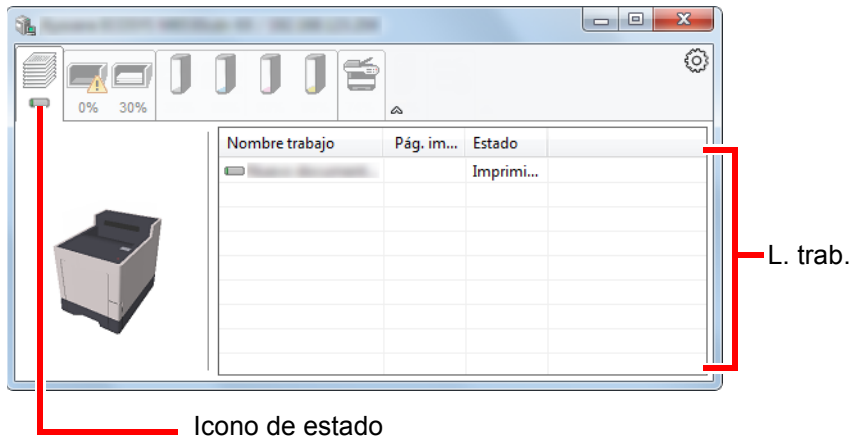 0% 30%
Nombre trabajo Pág. im... Estado
Imprimi...
L. trab.
Icono de estado